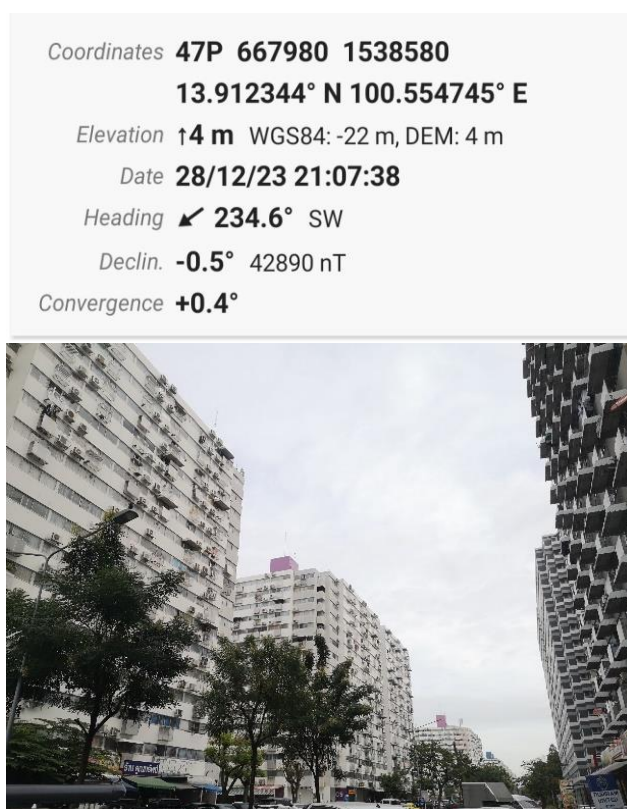 Coordinates 47P 667980 1538580
13.912344° N 100.554745° E
Elevation ↑4 m WGS84: -22 m, DEM: 4 m
Date 28/12/23 21:07:38
Heading ↙ 234.6° SW
Declin. -0.5° 42890 nT
Convergence +0.4°